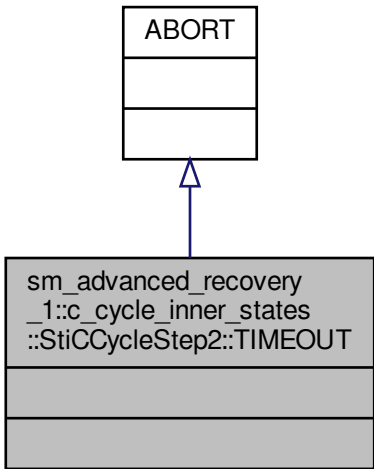 ABORT
sm_advanced_recovery
_1::c_cycle_inner_states
::StiCCycleStep2::TIMEOUT